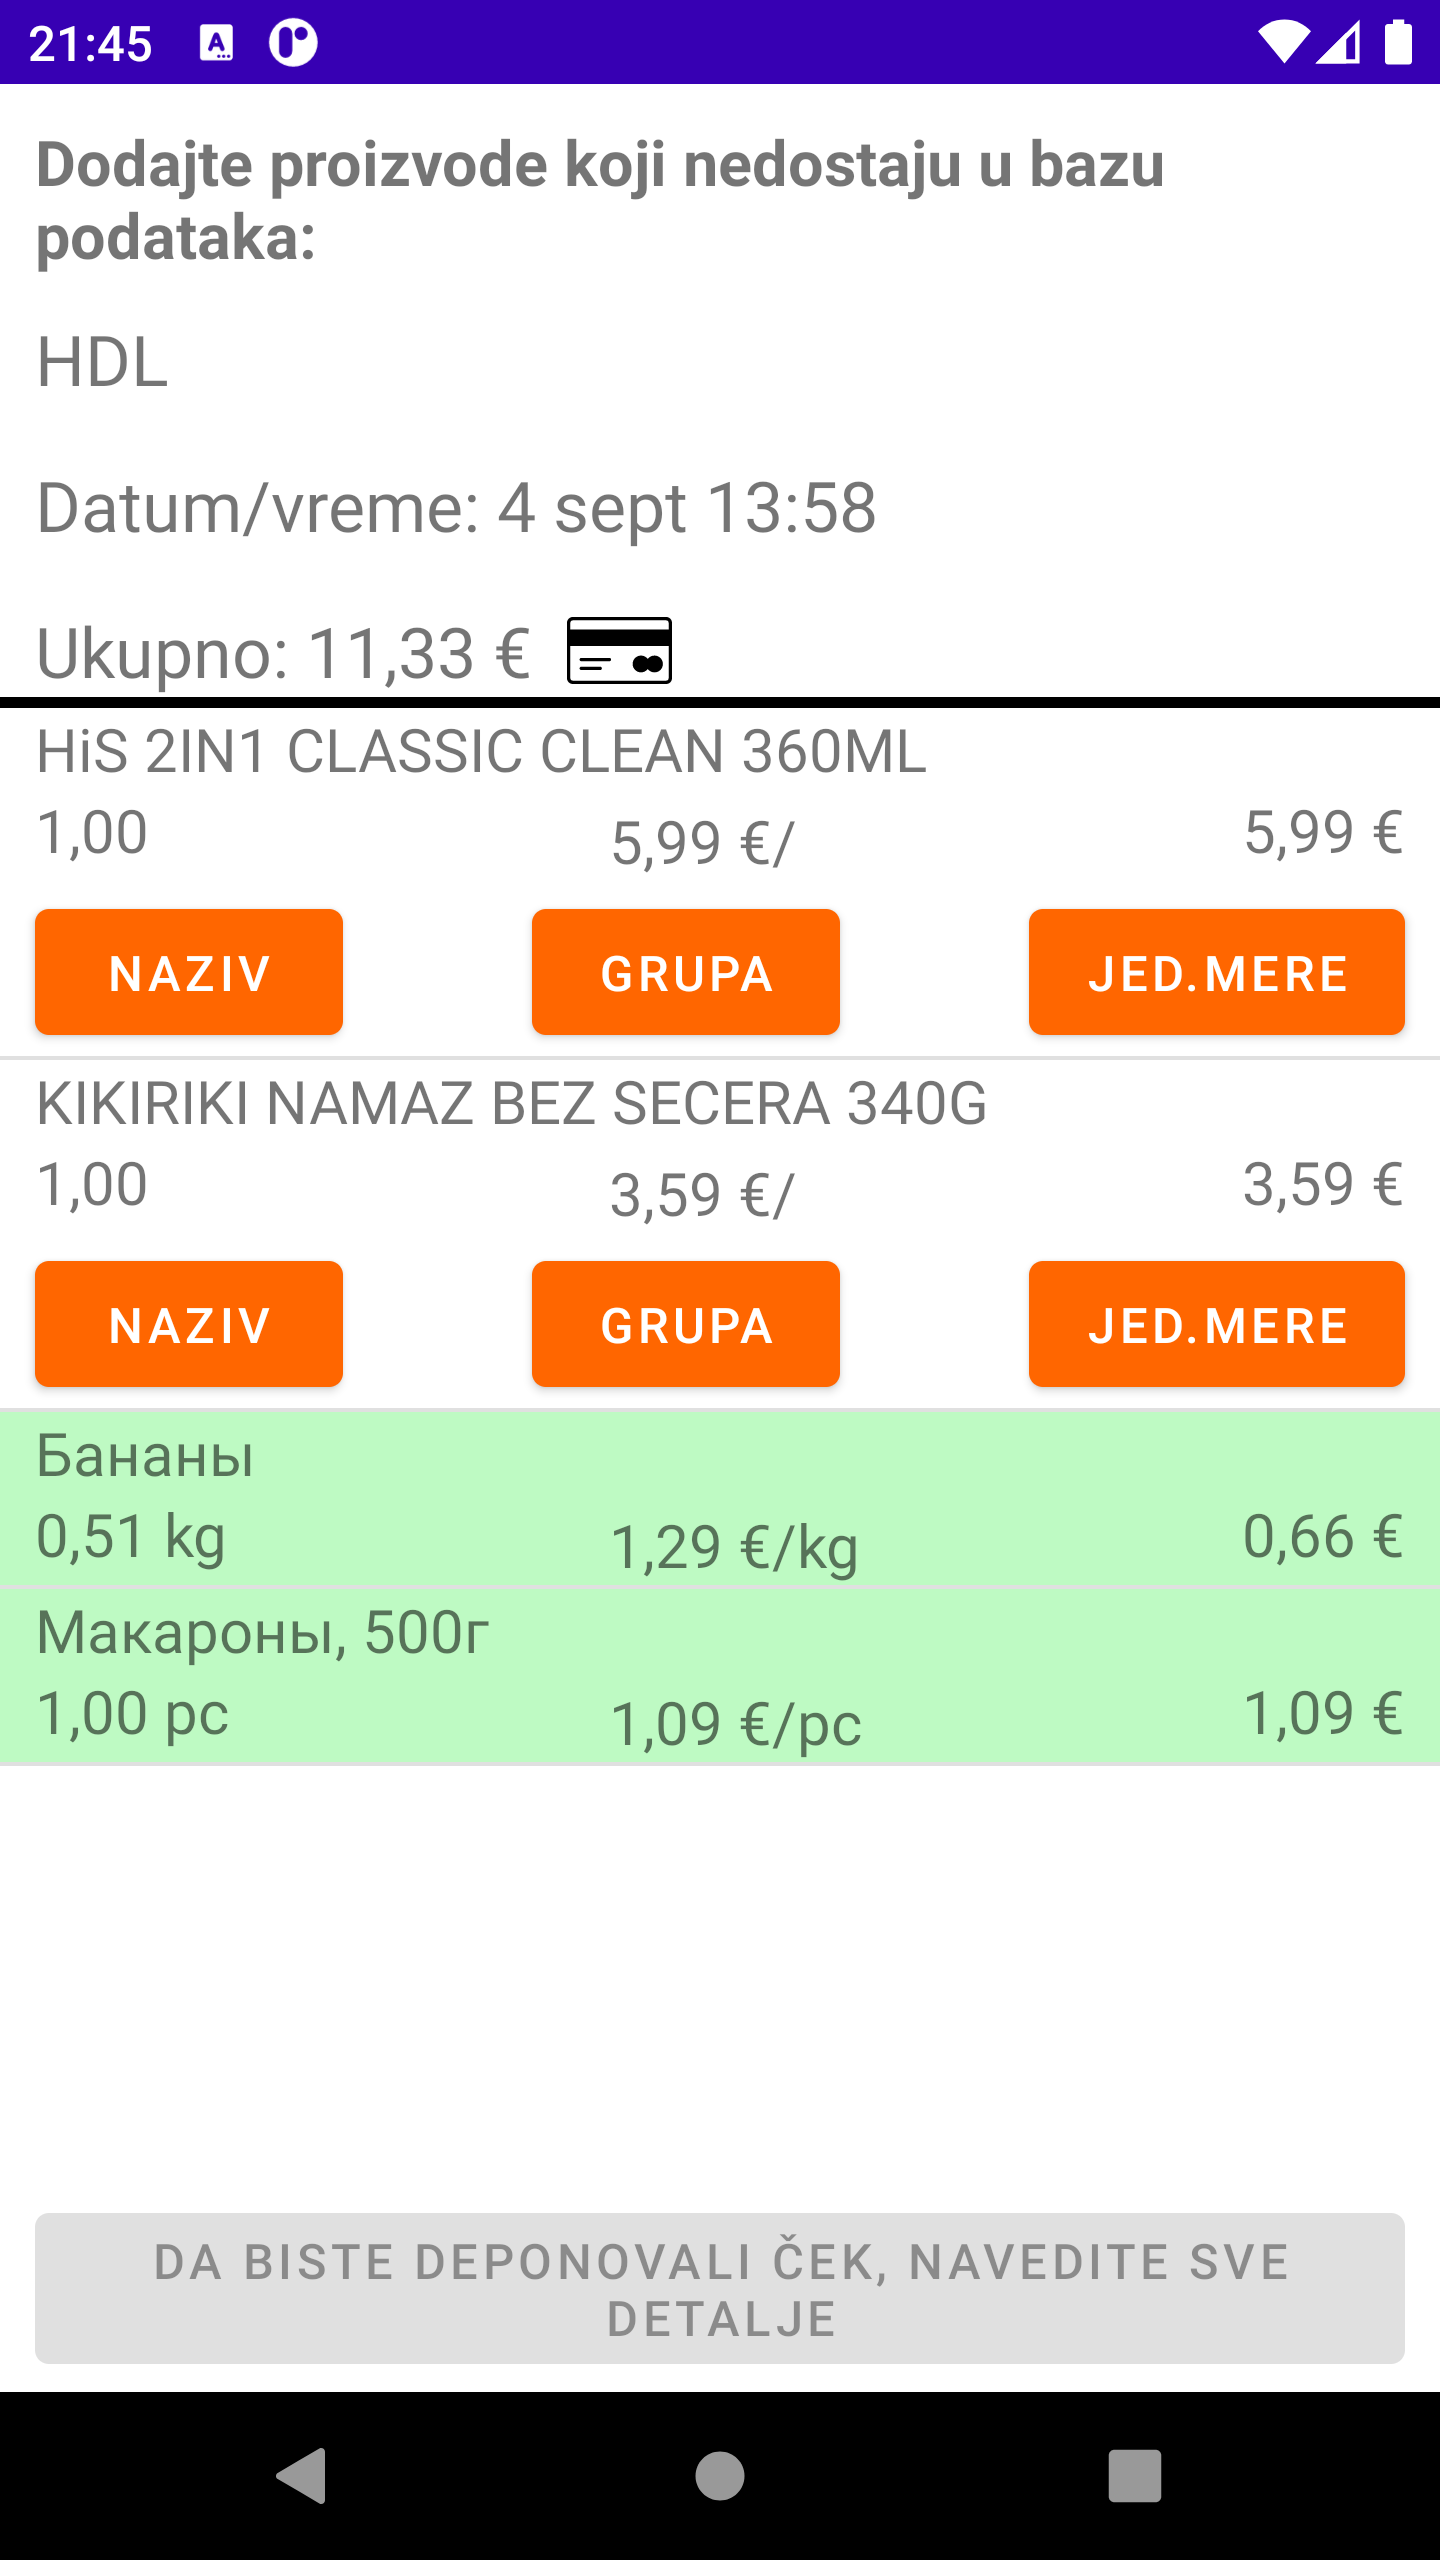 21:45
Dodajte proizvode koji nedostaju u bazu
podataka:
HDL
Datum/vreme: 4 sept 13:58
Ukupno: 11,33 €
HiS 2IN1 CLASSIC CLEAN 360ML
1,00 5,99 €/ 5,99 €
NAZIV GRUPA JED.MERE
KIKIRIKI NAMAZ BEZ SECERA 340G
1,00 3,59 €/ 3,59 €
NAZIV GRUPA JED.MERE
Бананы
0,51 kg 1,29 €/kg 0,66 €
Макароны, 500г
1,00 pc 1,09 €/pc 1,09 €
DA BISTE DEPONOVALI ČEK, NAVEDITE SVE
DETALJE